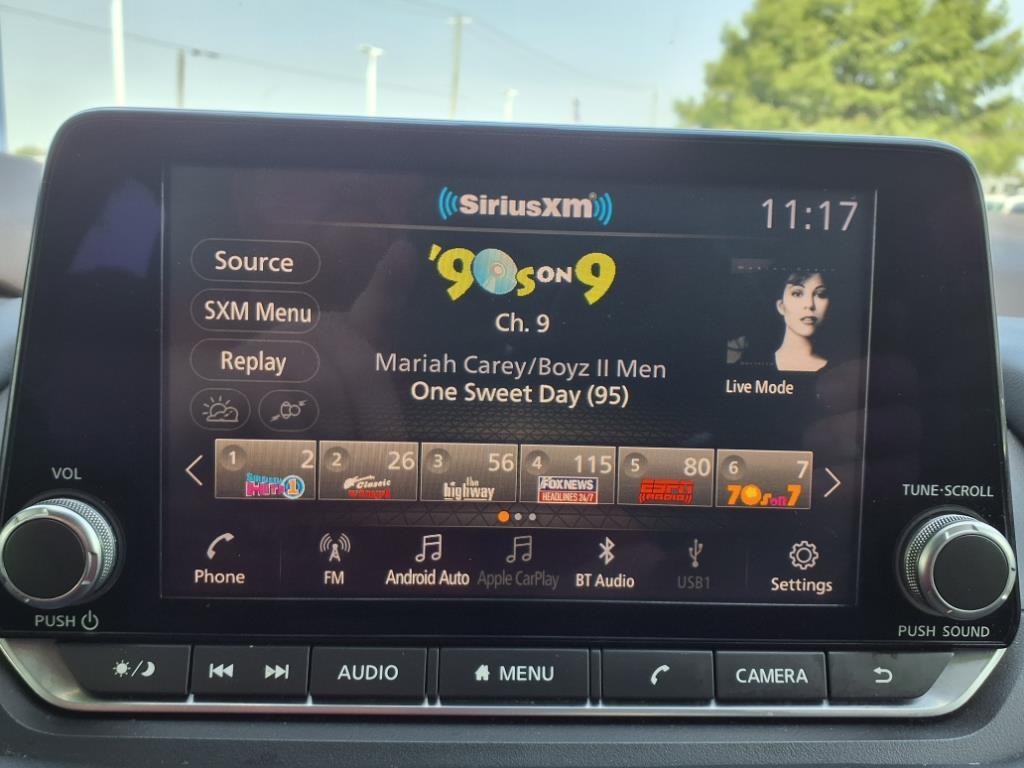 SiriusXM
11:17
Source
'90s ON 9
SXM Menu
Ch. 9
Replay
Mariah Carey/Boyz II Men
One Sweet Day (95)
Live Mode
1 2
2 26
Classic
3 56
the highway
4 115
FOX NEWS
HEADLINES 24/7
5 80
ESPN
RADIO
6 7
70s on 7
VOL
TUNE·SCROLL
Phone
FM
Android Auto
Apple CarPlay
BT Audio
USB1
Settings
PUSH
PUSH SOUND
AUDIO
MENU
CAMERA